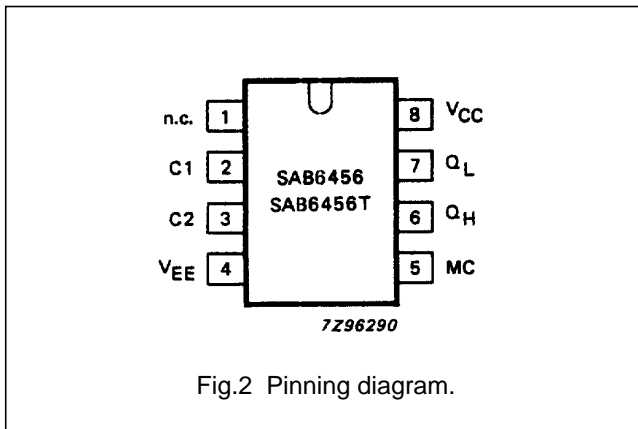 n.c. 1 8 VCC
C1 2 7 QL
SAB6456
SAB6456T
C2 3 6 QH
VEE 4 5 MC
7Z96290
Fig.2 Pinning diagram.